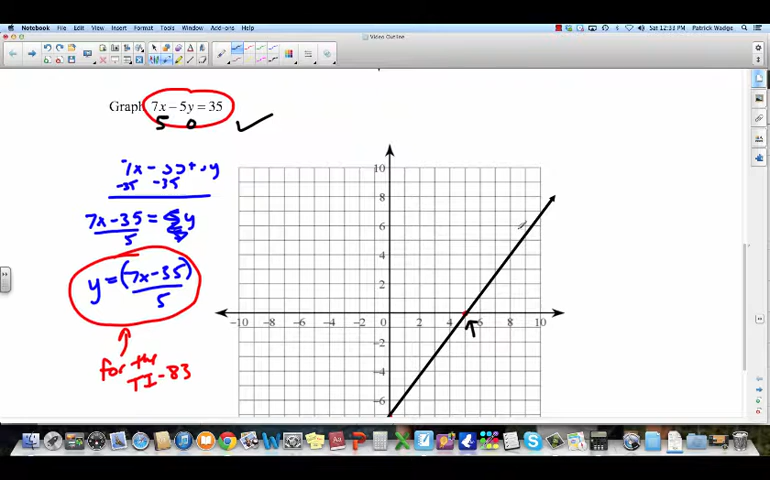 Notebook File Edit View Insert Format Tools Window Add-ons Help
Sat 12:31 PM Patrick Wadge
Video Outline
Graph 7x − 5y = 35
5 0
-35 -35
7x-35 = 5y
5 5
y = (7x-35)
5
for the
TI-83
10
8
6
4
2
-10 -8 -6 -4 -2 0 2 4 6 8 10
-2
-4
-6